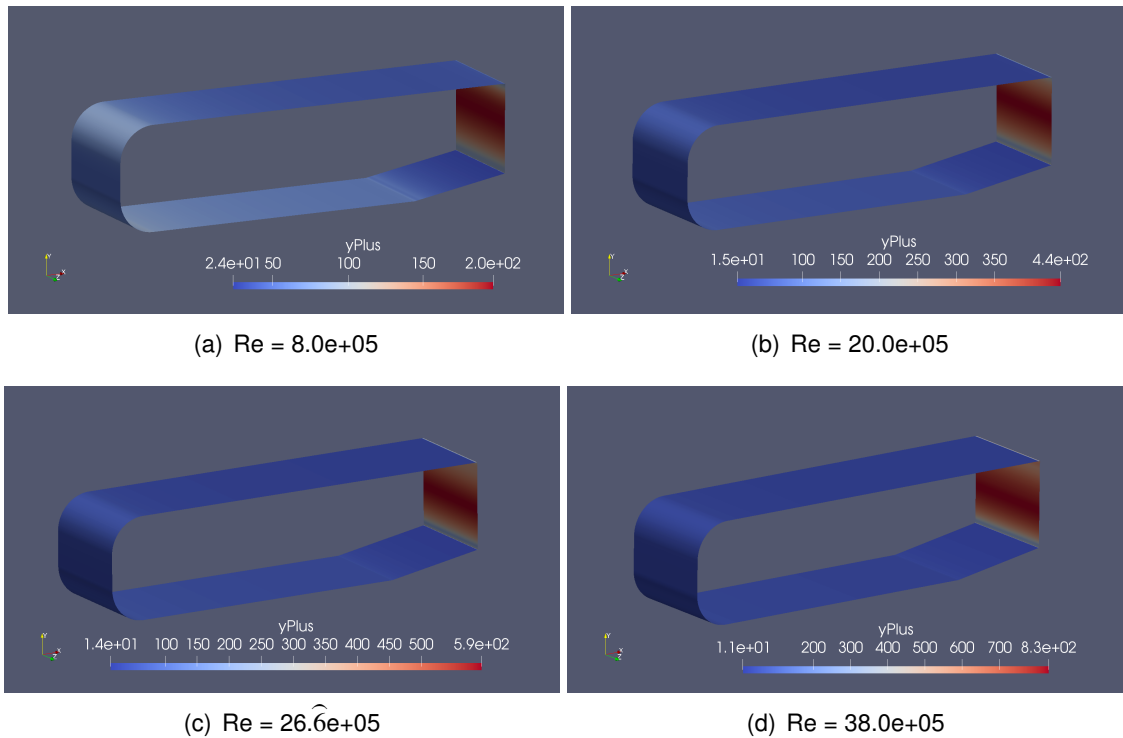 yPlus
2.4e+01 50 100 150 2.0e+02
yPlus
1.5e+01 100 150 200 250 300 350 4.4e+02
(a) Re = 8.0e+05
(b) Re = 20.0e+05
yPlus
1.4e+01 100 150 200 250 300 350 400 450 500 5.9e+02
yPlus
1.1e+01 200 300 400 500 600 700 8.3e+02
(c) Re = 26.6̑e+05
(d) Re = 38.0e+05